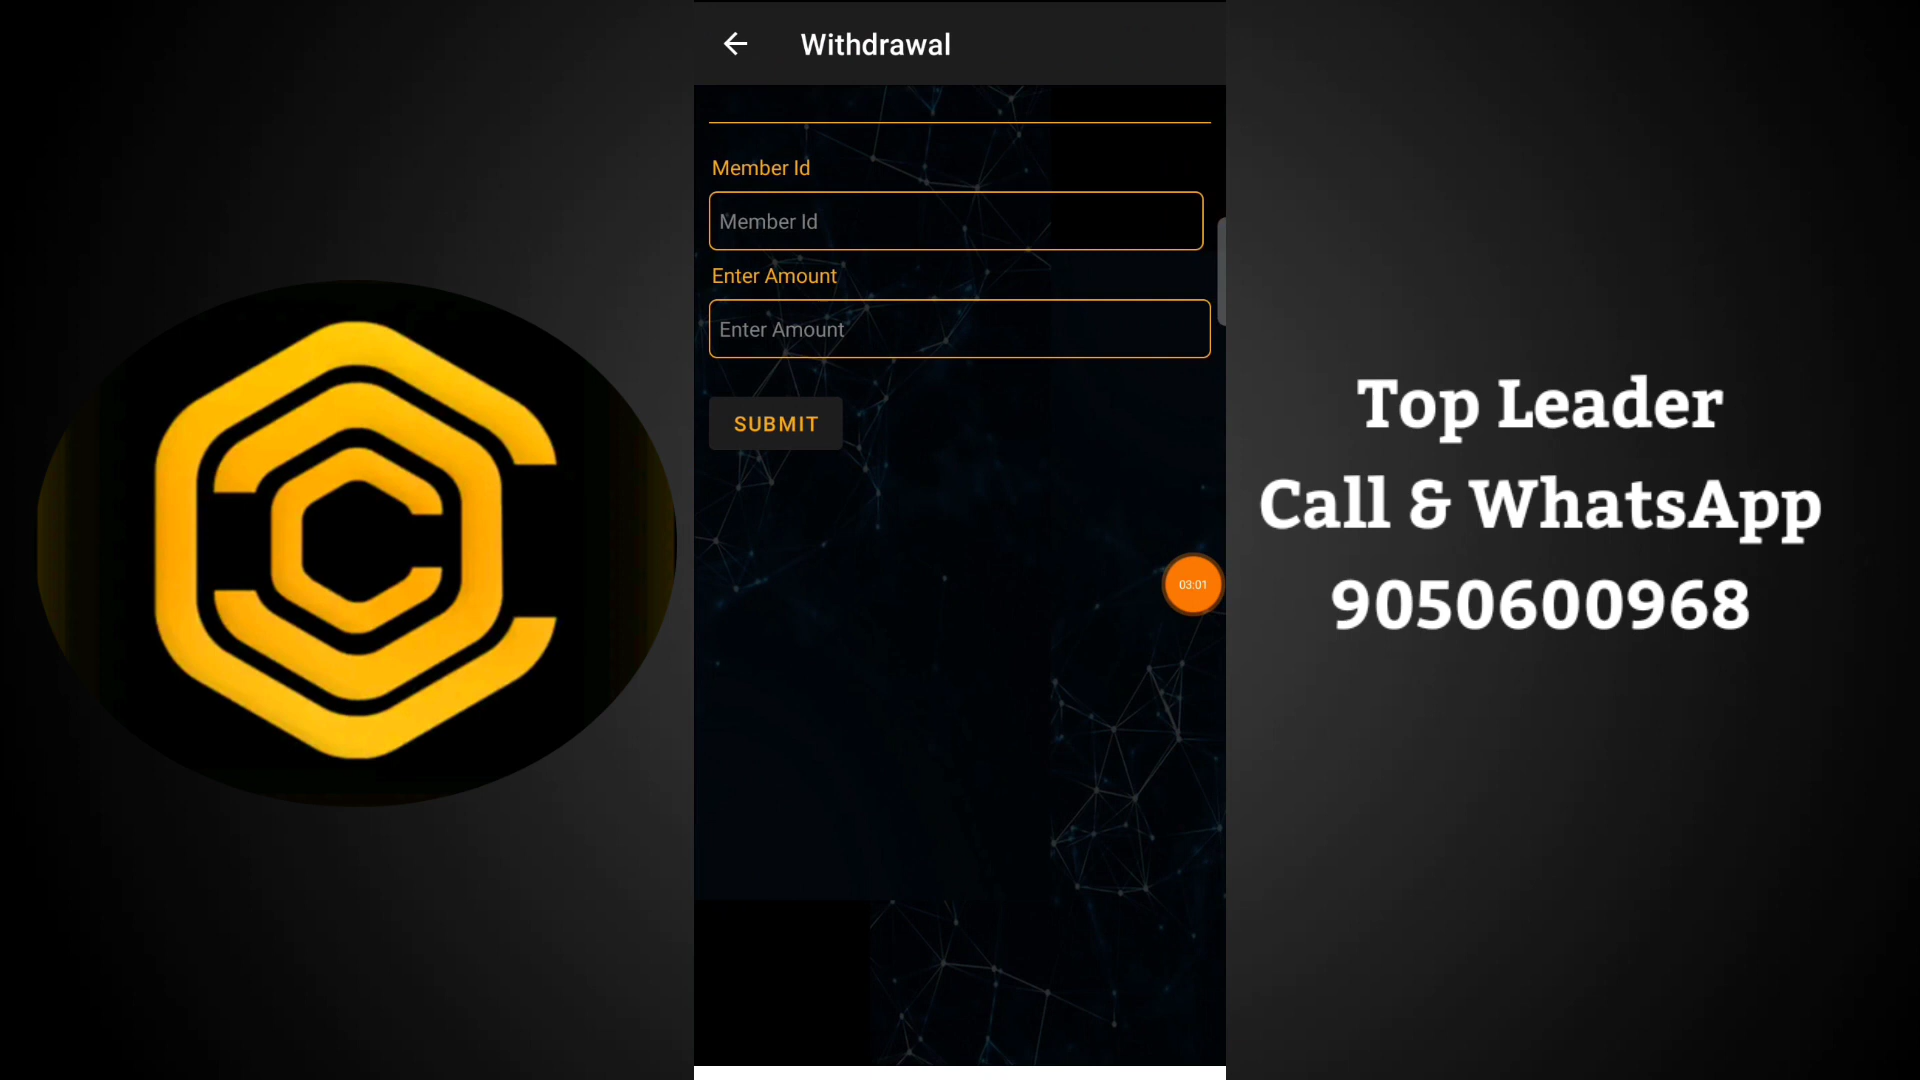 Withdrawal
Member Id
Member Id
Enter Amount
Enter Amount
SUBMIT
03:01
Top Leader
Call & WhatsApp
9050600968